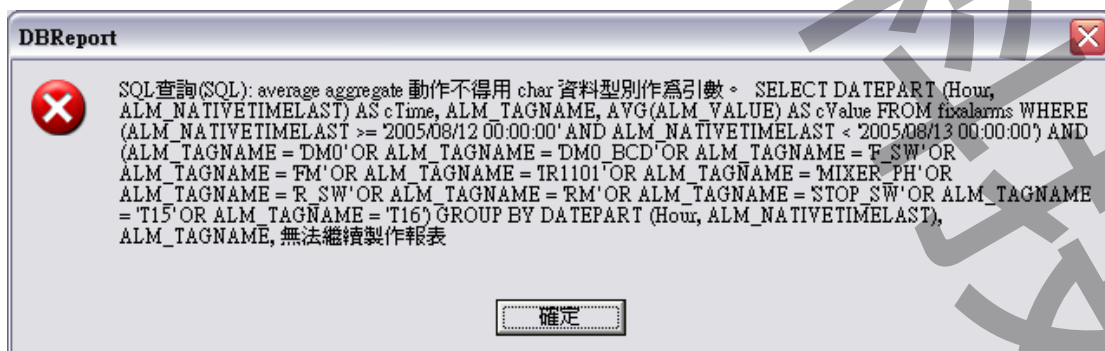 DBReport
SQL查詢(SQL): average aggregate 動作不得用 char 資料型別作爲引數。 SELECT DATEPART (Hour,
ALM_NATIVETIMELAST) AS cTime, ALM_TAGNAME, AVG(ALM_VALUE) AS cValue FROM fixalarms WHERE
(ALM_NATIVETIMELAST >= '2005/08/12 00:00:00' AND ALM_NATIVETIMELAST < '2005/08/13 00:00:00') AND
(ALM_TAGNAME = 'DM0' OR ALM_TAGNAME = 'DM0_BCD' OR ALM_TAGNAME = 'F_SW' OR
ALM_TAGNAME = 'FM' OR ALM_TAGNAME = 'IR1101' OR ALM_TAGNAME = 'MIXER_PH' OR
ALM_TAGNAME = 'R_SW' OR ALM_TAGNAME = 'RM' OR ALM_TAGNAME = 'STOP_SW' OR ALM_TAGNAME
= 'T15' OR ALM_TAGNAME = 'T16') GROUP BY DATEPART (Hour, ALM_NATIVETIMELAST),
ALM_TAGNAME, 無法繼續製作報表
確定